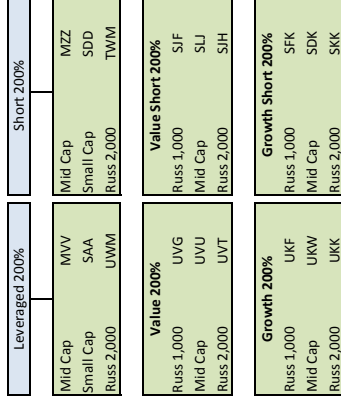 Leveraged 200%
Mid Cap MVV
Small Cap SAA
Russ 2,000 UWM
Value 200%
Russ 1,000 UVG
Mid Cap UVU
Russ 2,000 UVT
Growth 200%
Russ 1,000 UKF
Mid Cap UKW
Russ 2,000 UKK
Short 200%
Mid Cap MZZ
Small Cap SDD
Russ 2,000 TWM
Value Short 200%
Russ 1,000 SJF
Mid Cap SLJ
Russ 2,000 SJH
Growth Short 200%
Russ 1,000 SFK
Mid Cap SDK
Russ 2,000 SKK